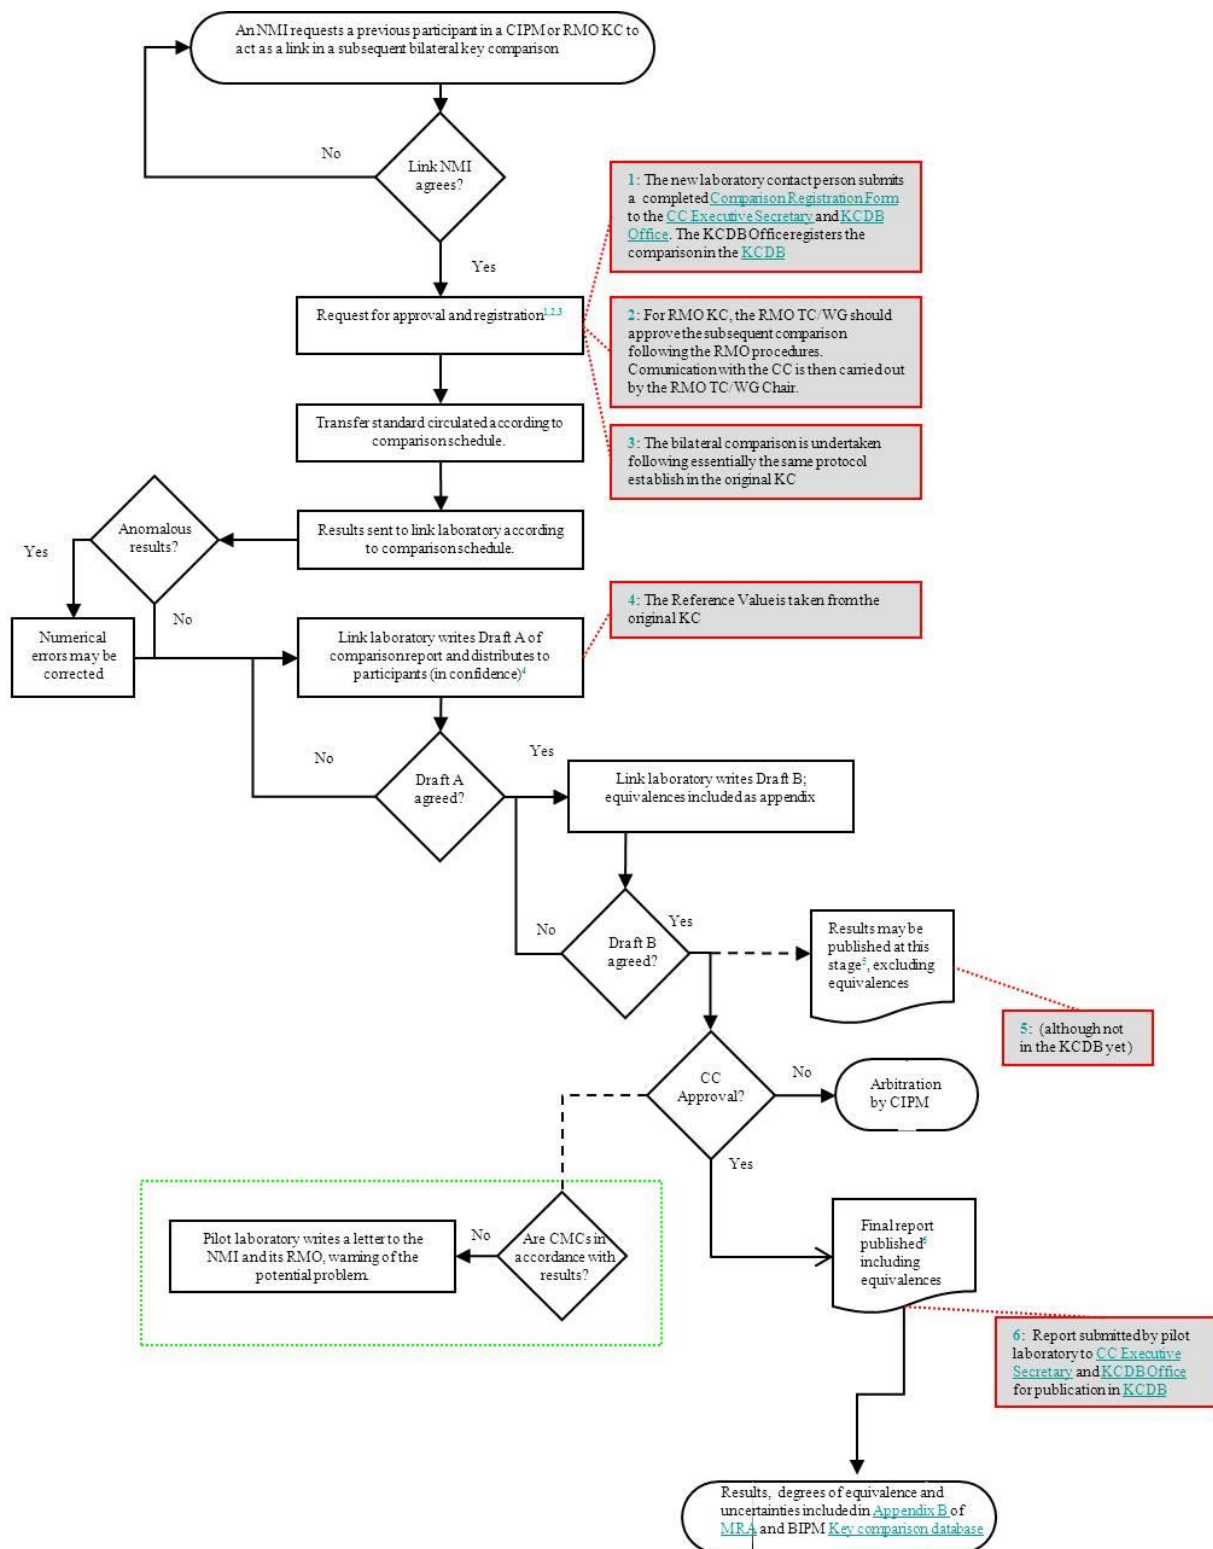 An NMI requests a previous participant in a CIPM or RMO KC to
act as a link in a subsequent bilateral key comparison
No
Link NMI
agrees?
Yes
1: The new laboratory contact person submits
a completed Comparison Registration Form
to the CC Executive Secretary and KCDB
Office. The KCDB Office registers the
comparison in the KCDB
Request for approval and registration1,2,3
2: For RMO KC, the RMO TC/WG should
approve the subsequent comparison
following the RMO procedures.
Comunication with the CC is then carried out
by the RMO TC/WG Chair.
Transfer standard circulated according to
comparison schedule.
3: The bilateral comparison is undertaken
following essentially the same protocol
establish in the original KC
Results sent to link laboratory according
to comparison schedule.
Anomalous
results?
Yes
No
Numerical
errors may be
corrected
Link laboratory writes Draft A of
comparison report and distributes to
participants (in confidence)4
4: The Reference Value is taken from the
original KC
No
Draft A
agreed?
Yes
Link laboratory writes Draft B;
equivalences included as appendix
No
Draft B
agreed?
Yes
Results may be
published at this
stage5, excluding
equivalences
5: (although not
in the KCDB yet)
CC
Approval?
No
Arbitration
by CIPM
Yes
Are CMCs in
accordance with
results?
No
Pilot laboratory writes a letter to the
NMI and its RMO, warning of the
potential problem.
Final report
published6
including
equivalences
6: Report submitted by pilot
laboratory to CC Executive
Secretary and KCDB Office
for publication in KCDB
Results, degrees of equivalence and
uncertainties included in Appendix B of
MRA and BIPM Key comparison database